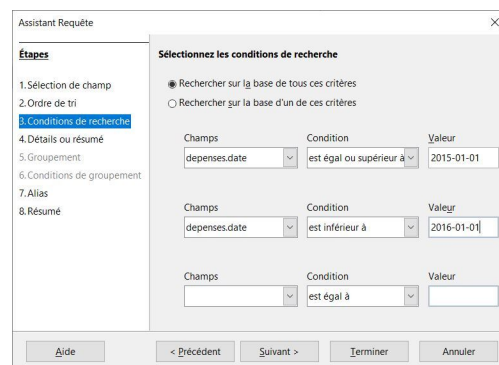 Assistant Requête
Étapes
1. Sélection de champ
2. Ordre de tri
3. Conditions de recherche
4. Détails ou résumé
5. Groupement
6. Conditions de groupement
7. Alias
8. Résumé
Sélectionnez les conditions de recherche
Rechercher sur la base de tous ces critères
Rechercher sur la base d'un de ces critères
Champs Condition Valeur
depenses.date est égal ou supérieur à 2015-01-01
Champs Condition Valeur
depenses.date est inférieur à 2016-01-01
Champs Condition Valeur
est égal à
Aide < Précédent Suivant > Terminer Annuler